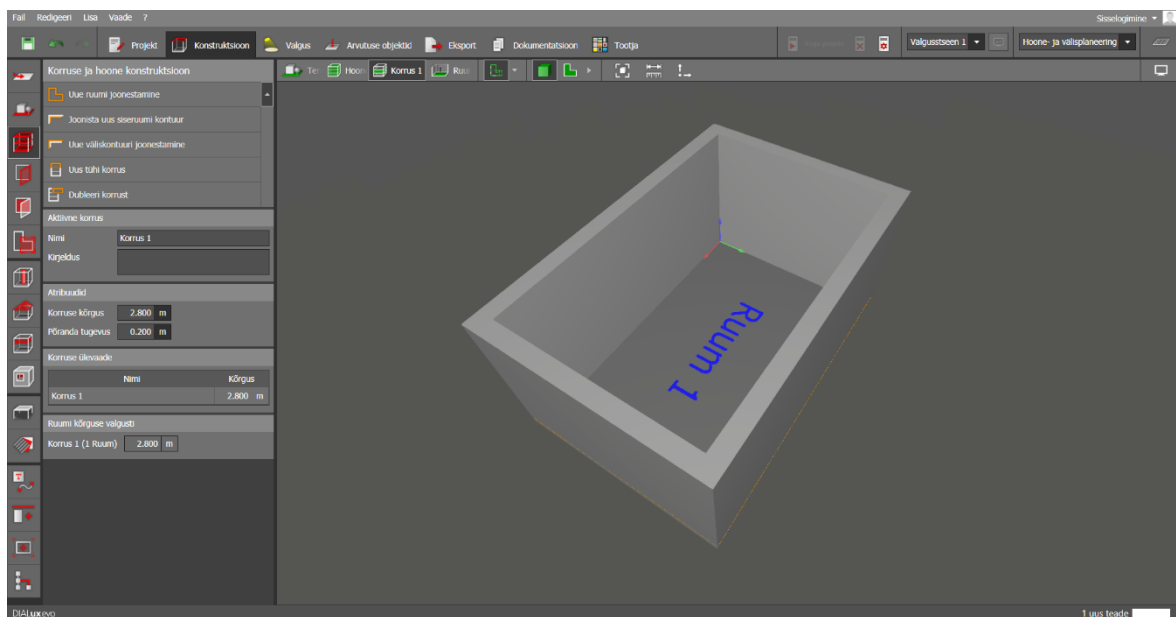 Fail Redigeeri Lisa Vaade ?
Sisselogimine
Projekt Konstruktsioon Valgus Arvutuse objektid Eksport Dokumentatsioon Tootja
Valgusstseen 1 Hoone- ja välisplaneering
Korruse ja hoone konstruktsioon
Hoon Korrus 1 Ruu
Uue ruumi joonestamine
Joonista uus siseruumi kontuur
Uue väliskontuuri joonestamine
Uus tühi korrus
Dubleeri korrust
Aktiivne korrus
Nimi Korrus 1
Kirjeldus
Atribuudid
Korruse kõrgus 2.800 m
Põranda tugevus 0.200 m
Korruse ülevaade
Nimi Kõrgus
Korrus 1 2.800 m
Ruumi kõrguse valgusti
Korrus 1 (1 Ruum) 2.800 m
Ruum 1
DIALux evo
1 uus teade